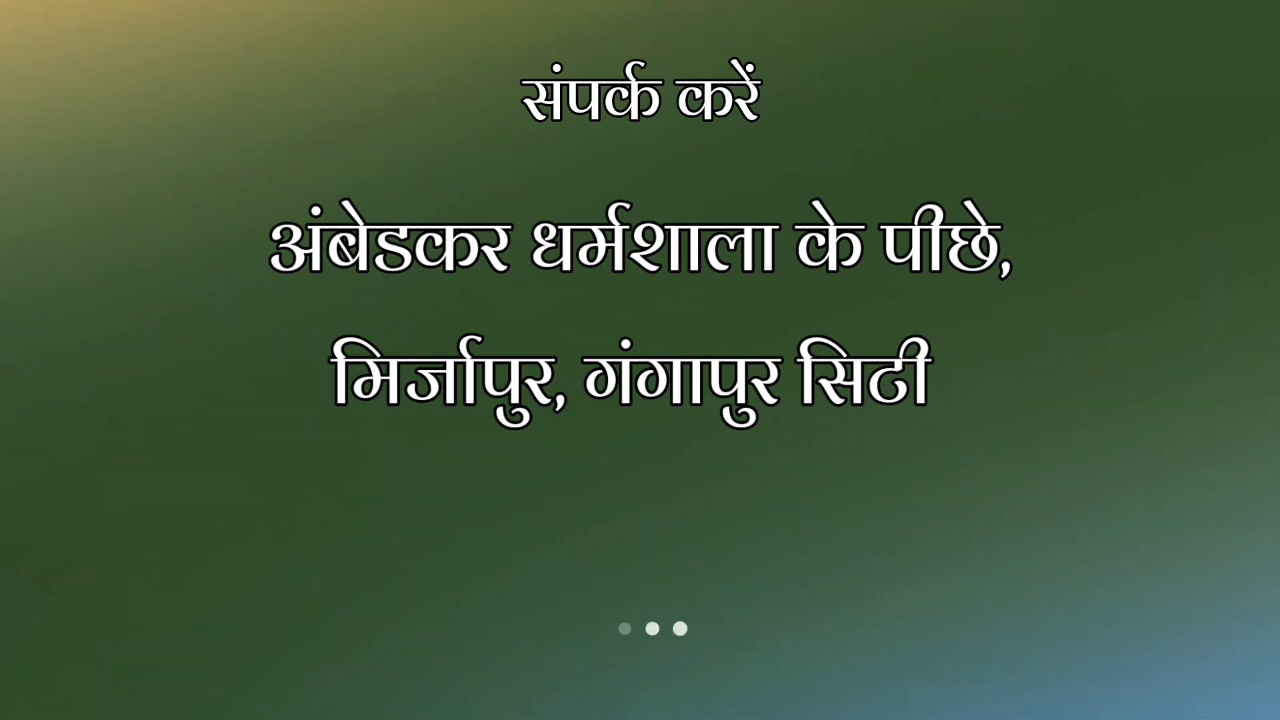 संपर्क करें
अंबेडकर धर्मशाला के पीछे,
मिर्जापुर, गंगापुर सिटी